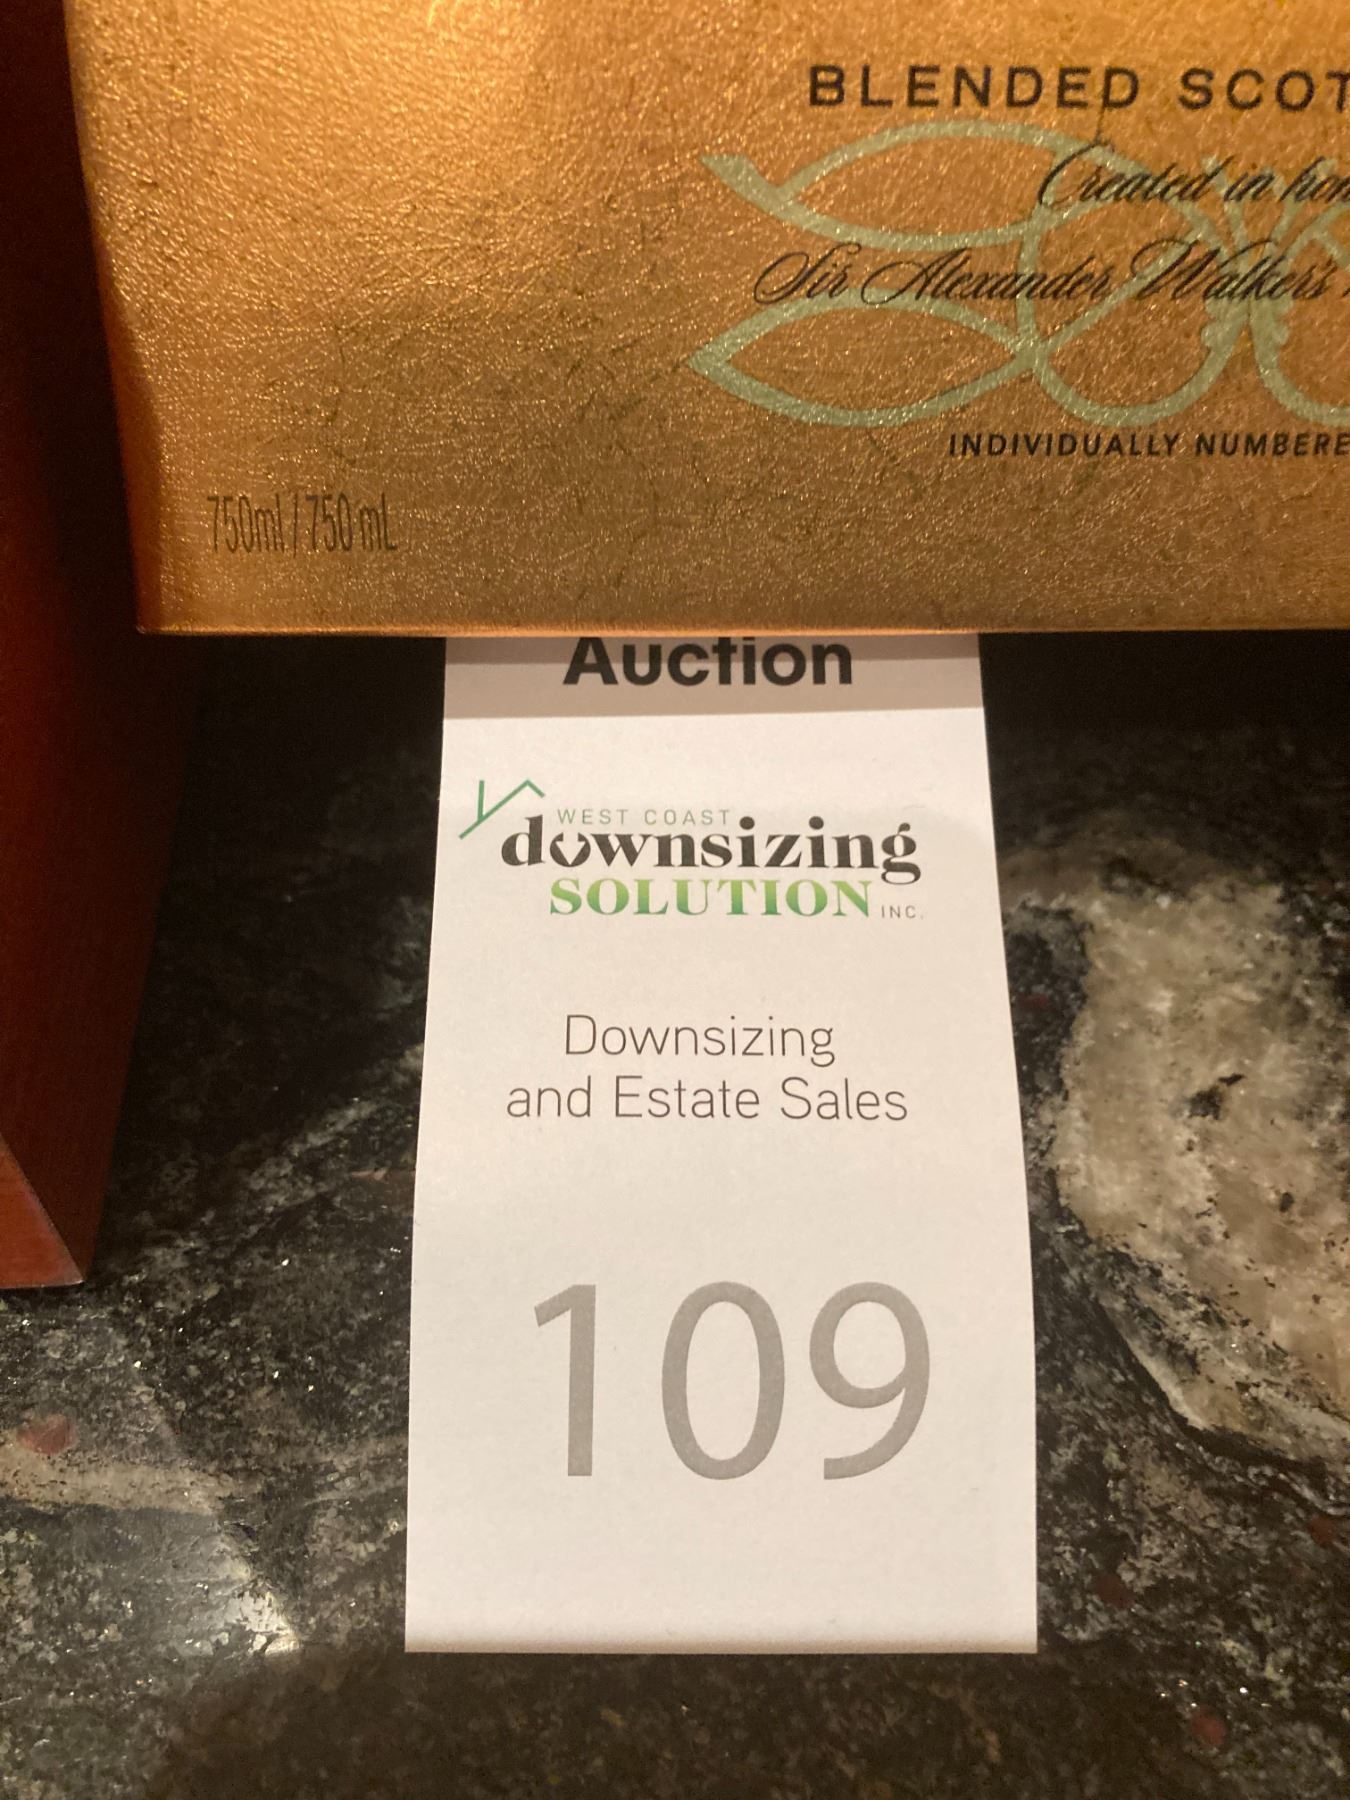 BLENDED SCOT
Created in hon
Sir Alexander Walker's
INDIVIDUALLY NUMBERE
750ml / 750 mL
Auction
WEST COAST
downsizing
SOLUTION INC.
Downsizing
and Estate Sales
109